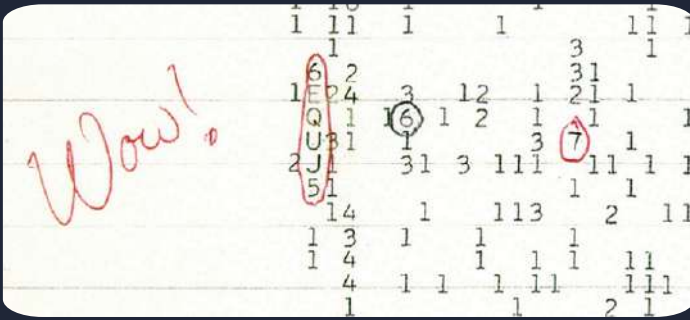 1 11 1 1 11 1
1 3 1
6 2 31
1 E24 3 12 1 21 1
Q 1 16 1 2 1 1 1
Wow!
U31 1 3 7 1
2 J1 31 3 111 11 1 1
51 1 1
14 1 113 2 11
1 3 1 1 1
1 4 1 1 1 11
4 1 1 1 11 111
1 1 2 1